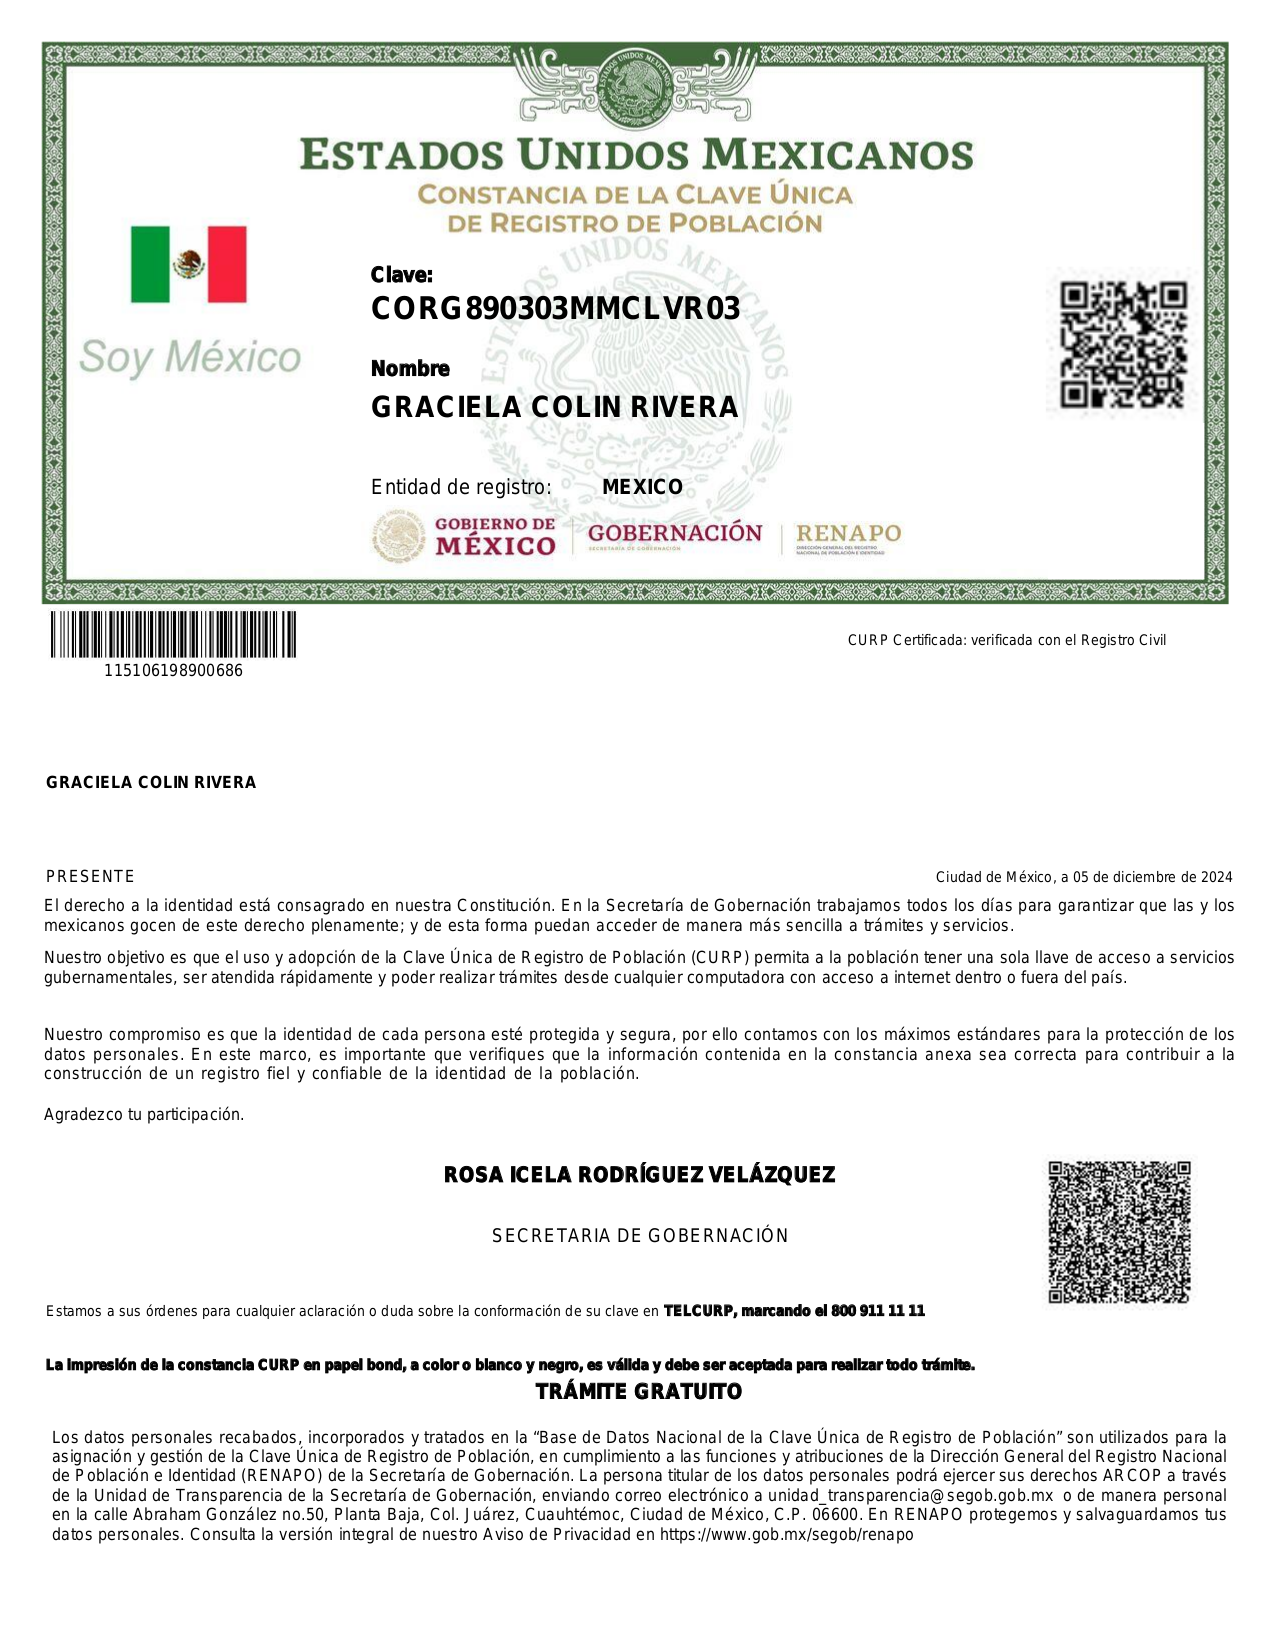 ESTADOS UNIDOS MEXICANOS
ESTADOS UNIDOS MEXICANOS
CONSTANCIA DE LA CLAVE ÚNICA
DE REGISTRO DE POBLACIÓN
ESTADOS UNIDOS MEXICANOS
Soy México
Clave:
CORG890303MMCLVR03
Nombre
GRACIELA COLIN RIVERA
Entidad de registro: MEXICO
GOBIERNO DE
MÉXICO
GOBERNACIÓN
SECRETARÍA DE GOBERNACIÓN
RENAPO
DIRECCIÓN GENERAL DEL REGISTRO
NACIONAL DE POBLACIÓN E IDENTIDAD
115106198900686
CURP Certificada: verificada con el Registro Civil
GRACIELA COLIN RIVERA
PRESENTE
Ciudad de México, a 05 de diciembre de 2024
El derecho a la identidad está consagrado en nuestra Constitución. En la Secretaría de Gobernación trabajamos todos los días para garantizar que las y los
mexicanos gocen de este derecho plenamente; y de esta forma puedan acceder de manera más sencilla a trámites y servicios.
Nuestro objetivo es que el uso y adopción de la Clave Única de Registro de Población (CURP) permita a la población tener una sola llave de acceso a servicios
gubernamentales, ser atendida rápidamente y poder realizar trámites desde cualquier computadora con acceso a internet dentro o fuera del país.
Nuestro compromiso es que la identidad de cada persona esté protegida y segura, por ello contamos con los máximos estándares para la protección de los
datos personales. En este marco, es importante que verifiques que la información contenida en la constancia anexa sea correcta para contribuir a la
construcción de un registro fiel y confiable de la identidad de la población.
Agradezco tu participación.
ROSA ICELA RODRÍGUEZ VELÁZQUEZ
SECRETARIA DE GOBERNACIÓN
Estamos a sus órdenes para cualquier aclaración o duda sobre la conformación de su clave en TELCURP, marcando el 800 911 11 11
La impresión de la constancia CURP en papel bond, a color o blanco y negro, es válida y debe ser aceptada para realizar todo trámite.
TRÁMITE GRATUITO
Los datos personales recabados, incorporados y tratados en la “Base de Datos Nacional de la Clave Única de Registro de Población” son utilizados para la
asignación y gestión de la Clave Única de Registro de Población, en cumplimiento a las funciones y atribuciones de la Dirección General del Registro Nacional
de Población e Identidad (RENAPO) de la Secretaría de Gobernación. La persona titular de los datos personales podrá ejercer sus derechos ARCOP a través
de la Unidad de Transparencia de la Secretaría de Gobernación, enviando correo electrónico a unidad_transparencia@segob.gob.mx o de manera personal
en la calle Abraham González no.50, Planta Baja, Col. Juárez, Cuauhtémoc, Ciudad de México, C.P. 06600. En RENAPO protegemos y salvaguardamos tus
datos personales. Consulta la versión integral de nuestro Aviso de Privacidad en https://www.gob.mx/segob/renapo